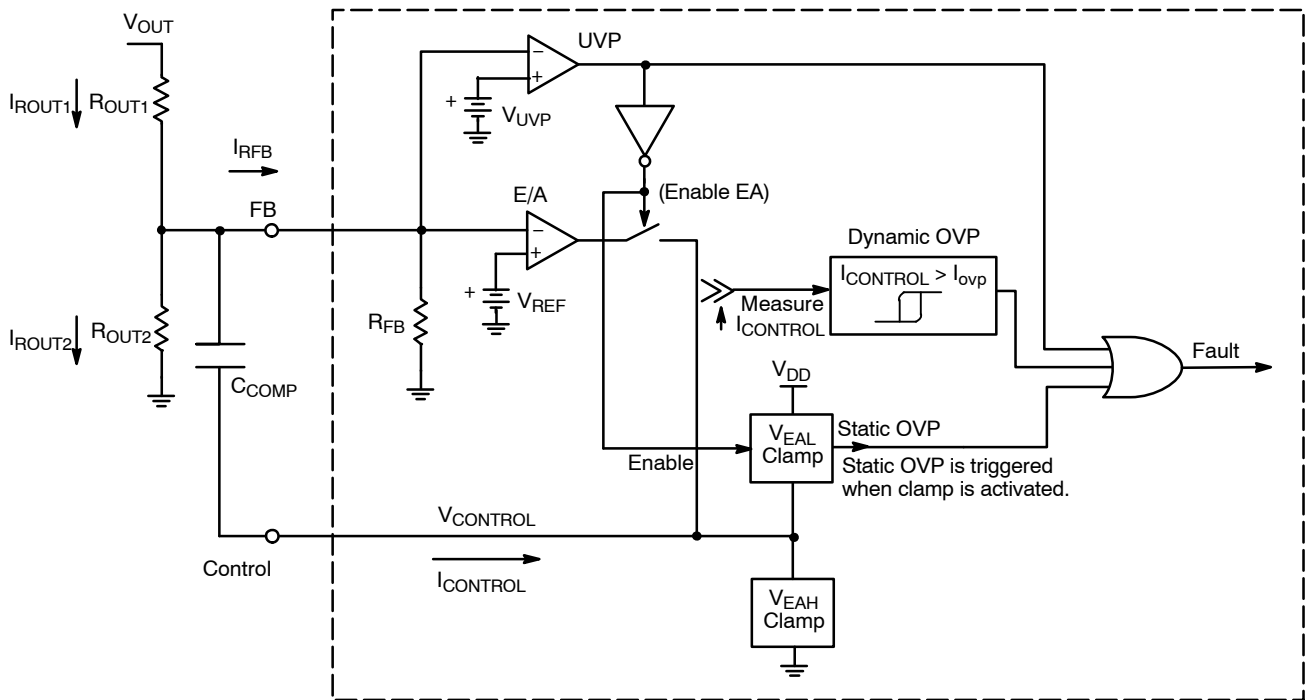 VOUT
UVP
IROUT1 ROUT1
+
−
+
VUVP
IRFB
(Enable EA)
E/A
FB
−
+
Dynamic OVP
ICONTROL > Iovp
+
VREF
Measure
ICONTROL
IROUT2 ROUT2
RFB
Fault
CCOMP
VDD
VEAL
Clamp
Static OVP
Enable
Static OVP is triggered
when clamp is activated.
VCONTROL
Control
ICONTROL
VEAH
Clamp